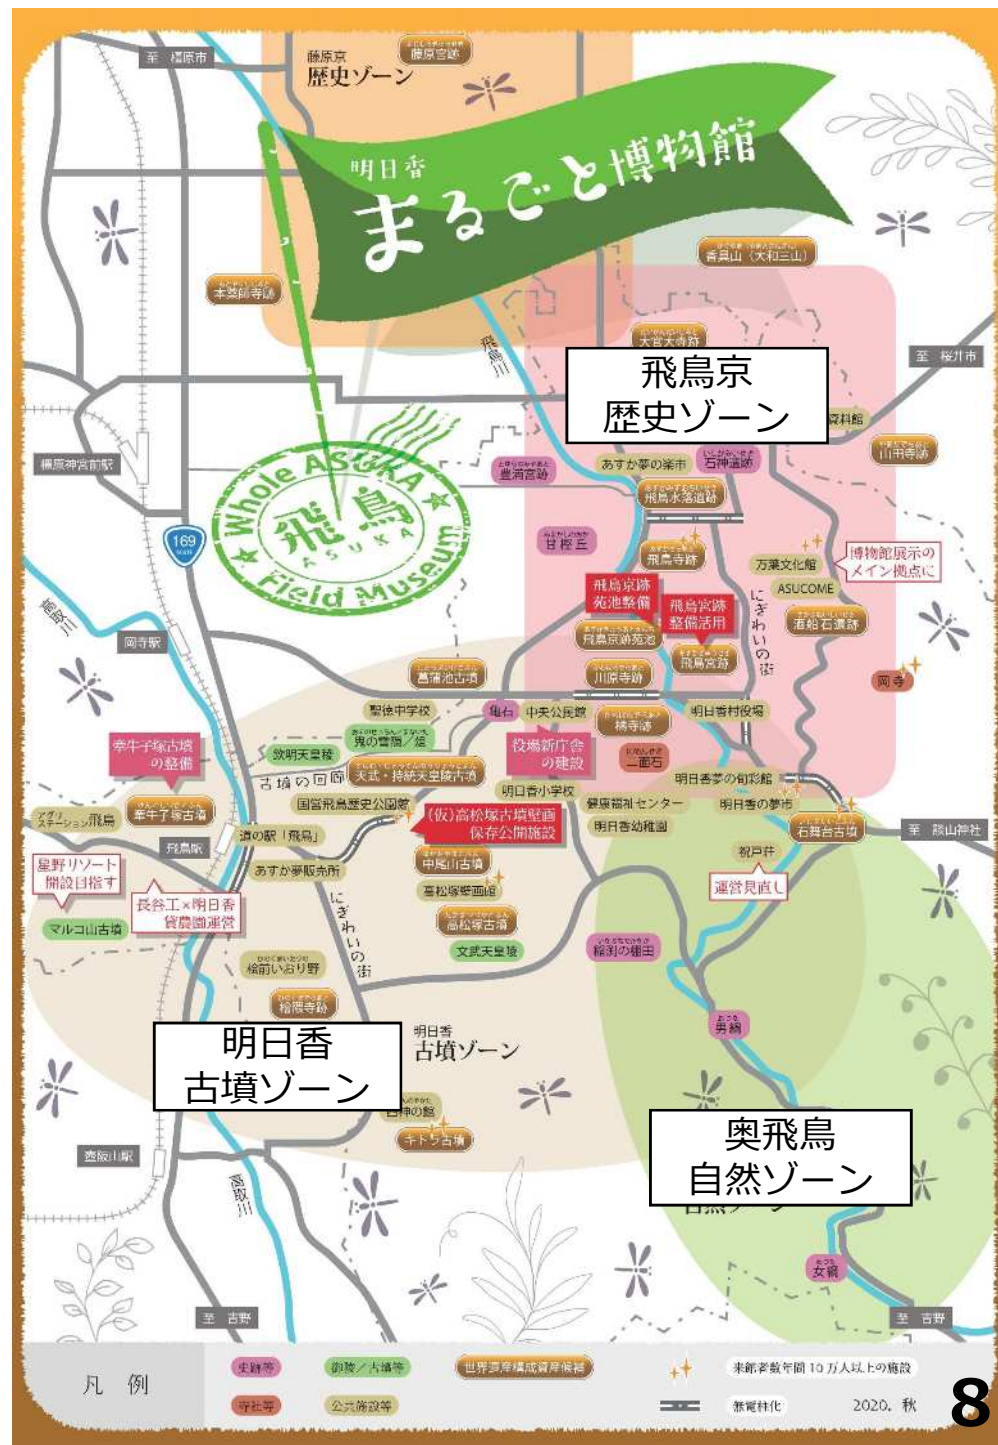 至 橿原市
藤原京
歴史ゾーン
藤原宮跡
明日香
まるごと博物館
本薬師寺跡
香具山（大和三山）
飛鳥川
大官大寺跡
至 桜井市
飛鳥京
歴史ゾーン
資料館
山田寺跡
橿原神宮前駅
Whole ASUKA
飛鳥
ASUKA
Field Museum
169
豊浦宮跡
あすか夢の楽市
石神遺跡
飛鳥水落遺跡
甘樫丘
飛鳥寺跡
万葉文化館
博物館展示の
メイン拠点に
ASUCOME
飛鳥京跡
苑池整備
飛鳥宮跡
整備活用
にぎわいの街
酒船石遺跡
高取川
岡寺駅
飛鳥京跡苑池
飛鳥宮跡
菖蒲池古墳
川原寺跡
岡寺
聖徳中学校
亀石
中央公民館
橘寺跡
明日香村役場
牽牛子塚古墳
の整備
欽明天皇陵
鬼の雪隠／俎
役場新庁舎
の建設
二面石
古墳の回廊
天武・持統天皇陵古墳
明日香夢の旬彩館
明日香小学校
アグリ
ステーション飛鳥
牽牛子塚古墳
国営飛鳥歴史公園館
(仮)高松塚古墳壁画
保存公開施設
健康福祉センター
明日香の夢市
明日香幼稚園
石舞台古墳
至 談山神社
飛鳥駅
道の駅「飛鳥」
あすか夢販売所
中尾山古墳
祝戸荘
運営見直し
星野リゾート
開設目指す
長谷工×明日香
貸農園運営
高松塚壁画館
高松塚古墳
マルコ山古墳
にぎわいの街
文武天皇陵
稲渕の棚田
檜前いおり野
檜隈寺跡
男綱
明日香
古墳ゾーン
明日香
古墳ゾーン
四神の館
キトラ古墳
奥飛鳥
自然ゾーン
壺阪山駅
高取川
女綱
至 吉野
至 吉野
凡 例
史跡等
御陵／古墳等
世界遺産構成資産候補
来館者数年間10万人以上の施設
寺社等
公共施設等
無電柱化
2020. 秋
8